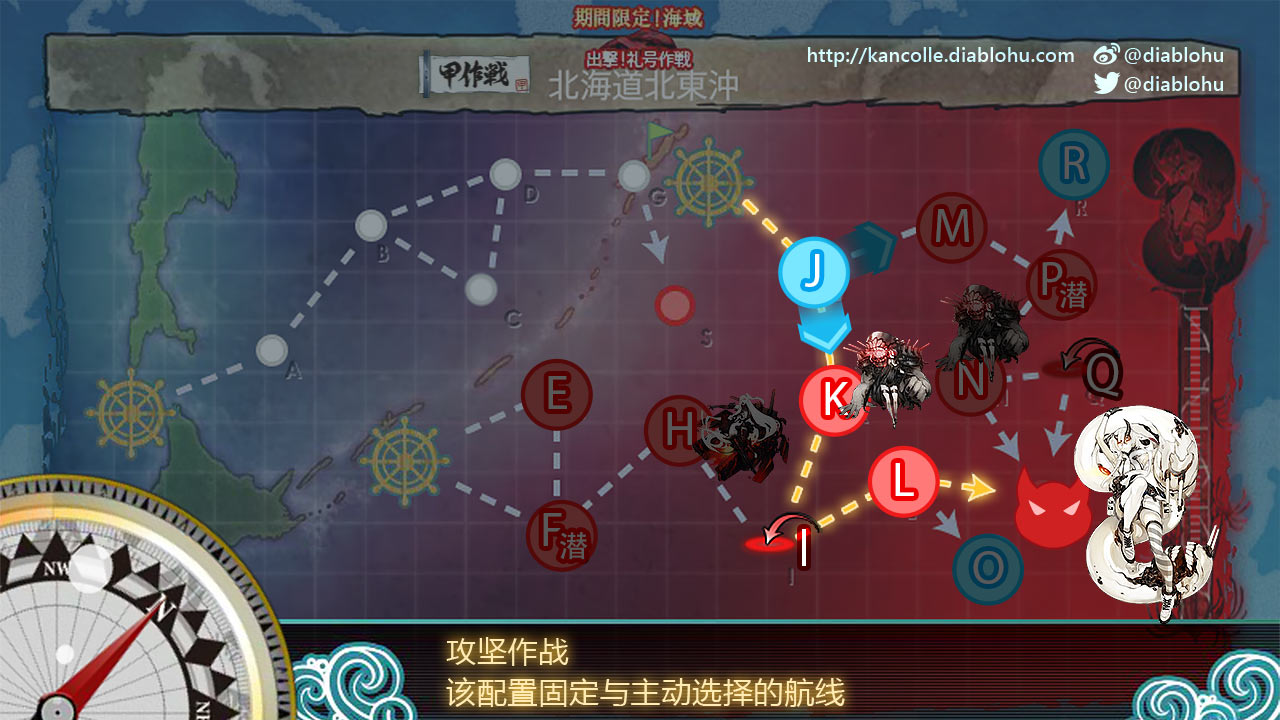 期間限定!海域
出撃!礼号作戦
甲作戦 甲
北海道北東沖
http://kancolle.diablohu.com @diablohu
@diablohu
R
R
D
G
M
B
J
P潜
C
S
A
E
K
N
Q
H
L
F潜
I
O
NW
N
攻坚作战
该配置固定与主动选择的航线